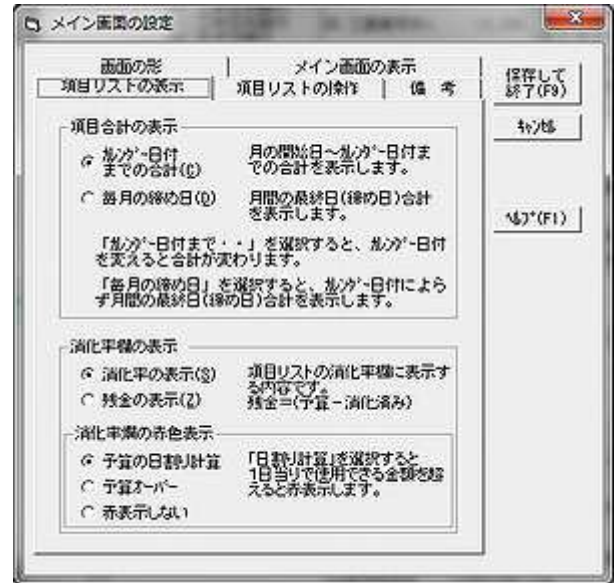 メイン画面の設定
画面の形
メイン画面の表示
項目リストの表示
項目リストの操作
備 考
保存して
終了(F9)
ｷｬﾝｾﾙ
ﾍﾙﾌﾟ(F1)
項目合計の表示
ｶﾚﾝﾀﾞｰ日付
までの合計(C)
月の開始日～ｶﾚﾝﾀﾞｰ日付ま
での合計を表示します。
毎月の締め日(D)
月間の最終日(締め日)合計
を表示します。
「ｶﾚﾝﾀﾞｰ日付まで・・」を選択すると、ｶﾚﾝﾀﾞｰ日付
を変えると合計が変わります。
「毎月の締め日」を選択すると、ｶﾚﾝﾀﾞｰ日付によら
ず月間の最終日(締め日)合計を表示します。
消化率欄の表示
消化率の表示(S)
残金の表示(Z)
項目リストの消化率欄に表示す
る内容です。
残金=(予算-消化済み)
消化率欄の赤色表示
予算の日割り計算
予算ｵｰﾊﾞｰ
赤表示しない
「日割り計算」を選択すると
1日当りで使用できる金額を超
えると赤表示します。